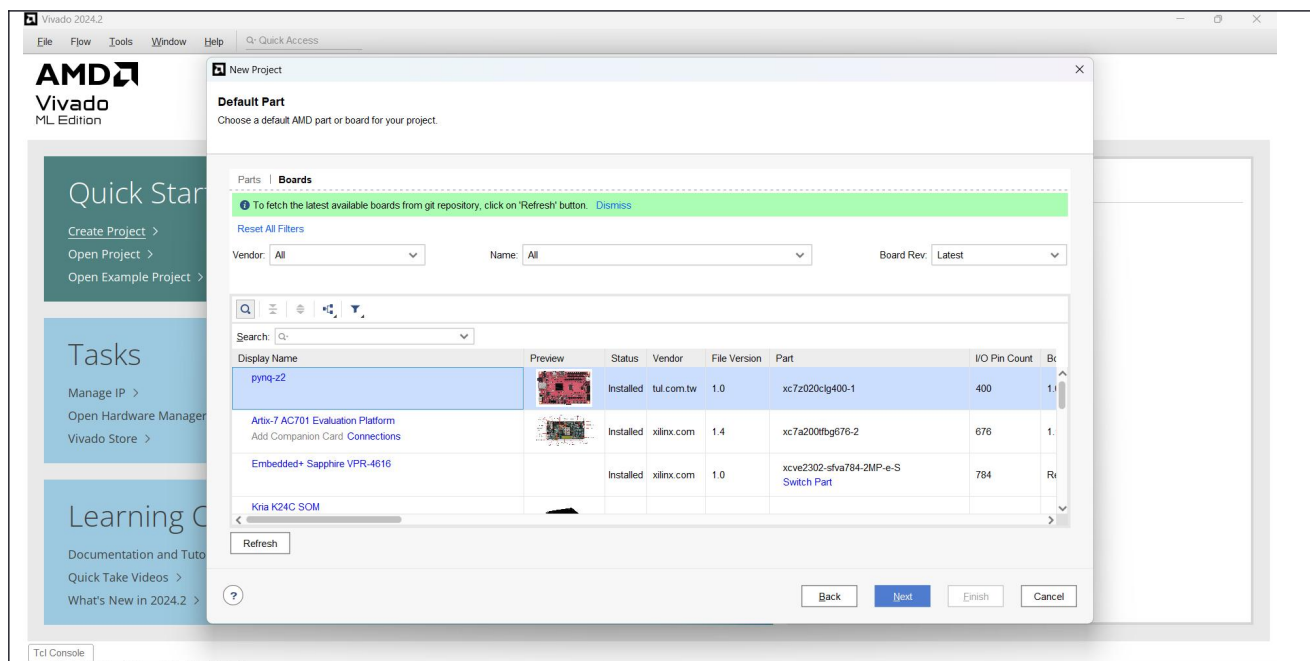 Vivado 2024.2
File Flow Tools Window Help Quick Access
AMD
Vivado
ML Edition
New Project
Default Part
Choose a default AMD part or board for your project.
Parts | Boards
To fetch the latest available boards from git repository, click on 'Refresh' button. Dismiss
Reset All Filters
Vendor: All Name: All Board Rev: Latest
Search:
Display Name Preview Status Vendor File Version Part I/O Pin Count
pynq-z2 Installed tul.com.tw 1.0 xc7z020clg400-1 400
Artix-7 AC701 Evaluation Platform
Add Companion Card Connections
Installed xilinx.com 1.4 xc7a200tfbg676-2 676
Embedded+ Sapphire VPR-4616 Installed xilinx.com 1.0 xcve2302-sfva784-2MP-e-S 784
Switch Part
Kria K24C SOM
Refresh
? Back Next Finish Cancel
Quick Star
Create Project >
Open Project >
Open Example Project >
Tasks
Manage IP >
Open Hardware Manager
Vivado Store >
Learning C
Documentation and Tuto
Quick Take Videos >
What's New in 2024.2 >
Tcl Console